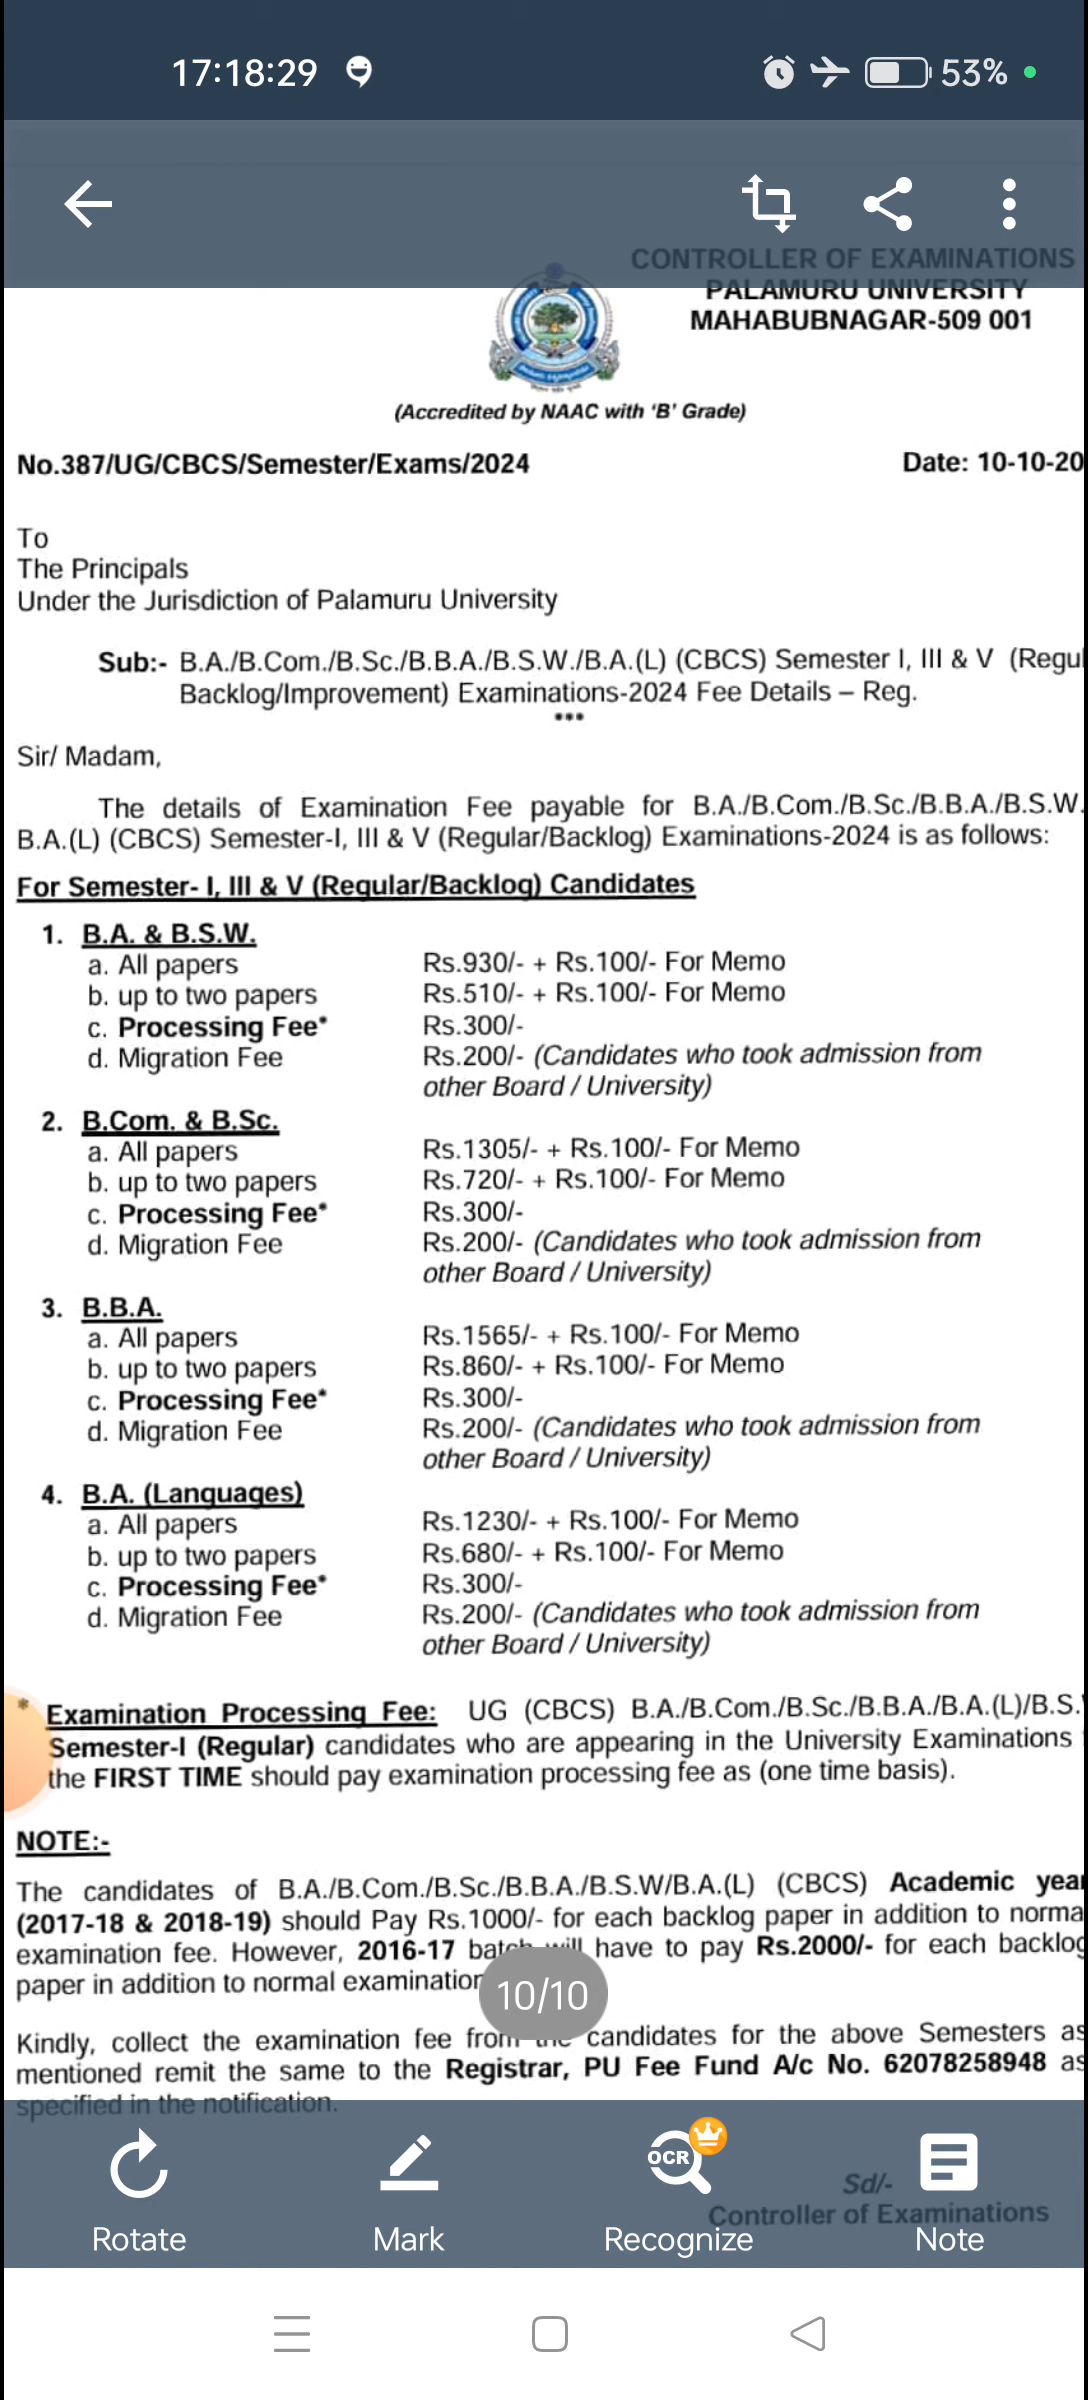 17:18:29
53%
CONTROLLER OF EXAMINATIONS
PALAMURU UNIVERSITY
MAHABUBNAGAR-509 001
(Accredited by NAAC with ‘B’ Grade)
No.387/UG/CBCS/Semester/Exams/2024 Date: 10-10-20
To
The Principals
Under the Jurisdiction of Palamuru University
Sub:- B.A./B.Com./B.Sc./B.B.A./B.S.W./B.A.(L) (CBCS) Semester I, III & V (Regul
Backlog/Improvement) Examinations-2024 Fee Details – Reg.
***
Sir/ Madam,
The details of Examination Fee payable for B.A./B.Com./B.Sc./B.B.A./B.S.W.
B.A.(L) (CBCS) Semester-I, III & V (Regular/Backlog) Examinations-2024 is as follows:
For Semester- I, III & V (Regular/Backlog) Candidates
1. B.A. & B.S.W.
a. All papers Rs.930/- + Rs.100/- For Memo
b. up to two papers Rs.510/- + Rs.100/- For Memo
c. Processing Fee* Rs.300/-
d. Migration Fee Rs.200/- (Candidates who took admission from
other Board / University)
2. B.Com. & B.Sc.
a. All papers Rs.1305/- + Rs.100/- For Memo
b. up to two papers Rs.720/- + Rs.100/- For Memo
c. Processing Fee* Rs.300/-
d. Migration Fee Rs.200/- (Candidates who took admission from
other Board / University)
3. B.B.A.
a. All papers Rs.1565/- + Rs.100/- For Memo
b. up to two papers Rs.860/- + Rs.100/- For Memo
c. Processing Fee* Rs.300/-
d. Migration Fee Rs.200/- (Candidates who took admission from
other Board / University)
4. B.A. (Languages)
a. All papers Rs.1230/- + Rs.100/- For Memo
b. up to two papers Rs.680/- + Rs.100/- For Memo
c. Processing Fee* Rs.300/-
d. Migration Fee Rs.200/- (Candidates who took admission from
other Board / University)
* Examination Processing Fee: UG (CBCS) B.A./B.Com./B.Sc./B.B.A./B.A.(L)/B.S.
Semester-I (Regular) candidates who are appearing in the University Examinations
the FIRST TIME should pay examination processing fee as (one time basis).
NOTE:-
The candidates of B.A./B.Com./B.Sc./B.B.A./B.S.W/B.A.(L) (CBCS) Academic year
(2017-18 & 2018-19) should Pay Rs.1000/- for each backlog paper in addition to norma
examination fee. However, 2016-17 batch will have to pay Rs.2000/- for each backlog
paper in addition to normal examination
10/10
Kindly, collect the examination fee from the candidates for the above Semesters as
mentioned remit the same to the Registrar, PU Fee Fund A/c No. 62078258948 as
specified in the notification.
Sd/-
Controller of Examinations
OCR
Rotate Mark Recognize Note